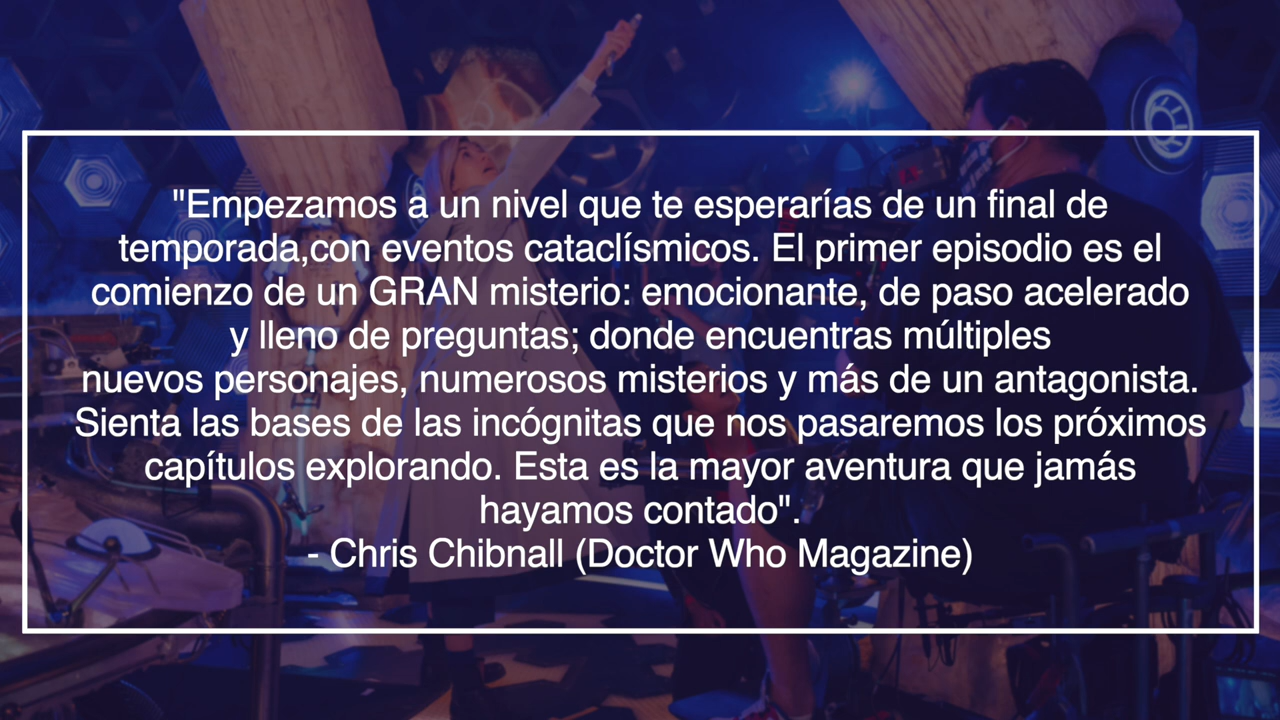 "Empezamos a un nivel que te esperarías de un final de
temporada,con eventos cataclísmicos. El primer episodio es el
comienzo de un GRAN misterio: emocionante, de paso acelerado
y lleno de preguntas; donde encuentras múltiples
nuevos personajes, numerosos misterios y más de un antagonista.
Sienta las bases de las incógnitas que nos pasaremos los próximos
capítulos explorando. Esta es la mayor aventura que jamás
hayamos contado".
- Chris Chibnall (Doctor Who Magazine)